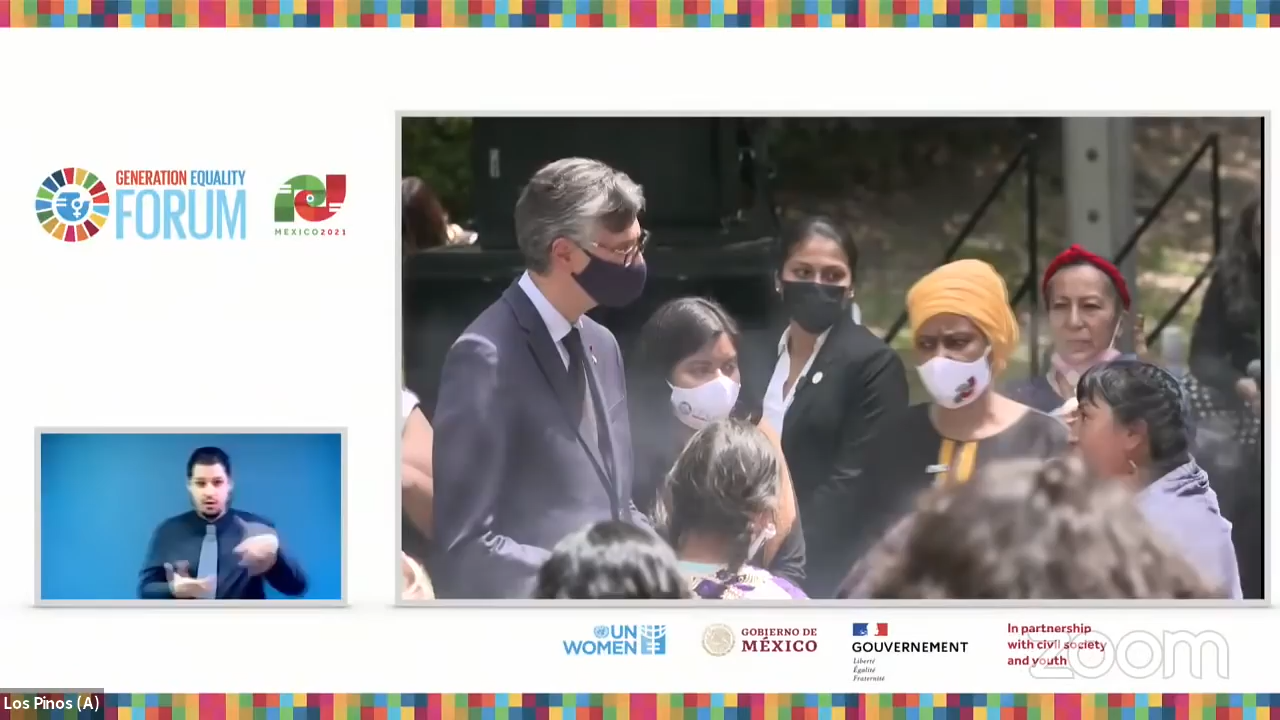 GENERATION EQUALITY
FORUM
MEXICO2021
UN
WOMEN
GOBIERNO DE
MÉXICO
GOUVERNEMENT
Liberté
Égalité
Fraternité
In partnership
with civil society
and youth
zoom
Los Pinos (A)